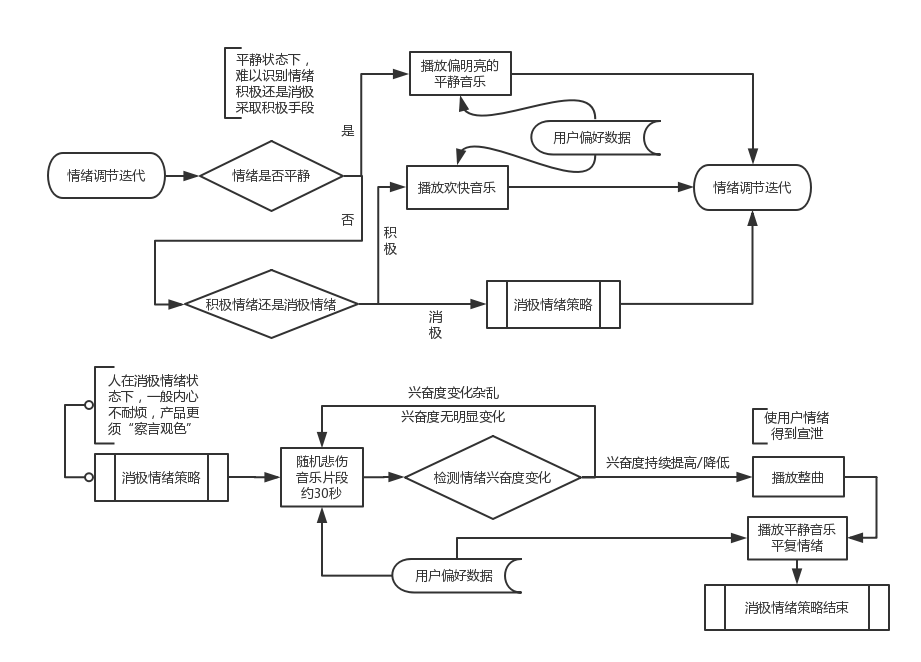 平静状态下，
难以识别情绪
积极还是消极
采取积极手段
播放偏明亮的
平静音乐
是
用户偏好数据
情绪调节迭代
情绪是否平静
播放欢快音乐
情绪调节迭代
否
积
极
积极情绪还是消极情绪
消极情绪策略
消
极
人在消极情绪状
态下，一般内心
不耐烦，产品更
须“察言观色”
兴奋度变化杂乱
兴奋度无明显变化
使用户情绪
得到宣泄
消极情绪策略
随机悲伤
音乐片段
约30秒
检测情绪兴奋度变化
兴奋度持续提高/降低
播放整曲
播放平静音乐
平复情绪
用户偏好数据
消极情绪策略结束